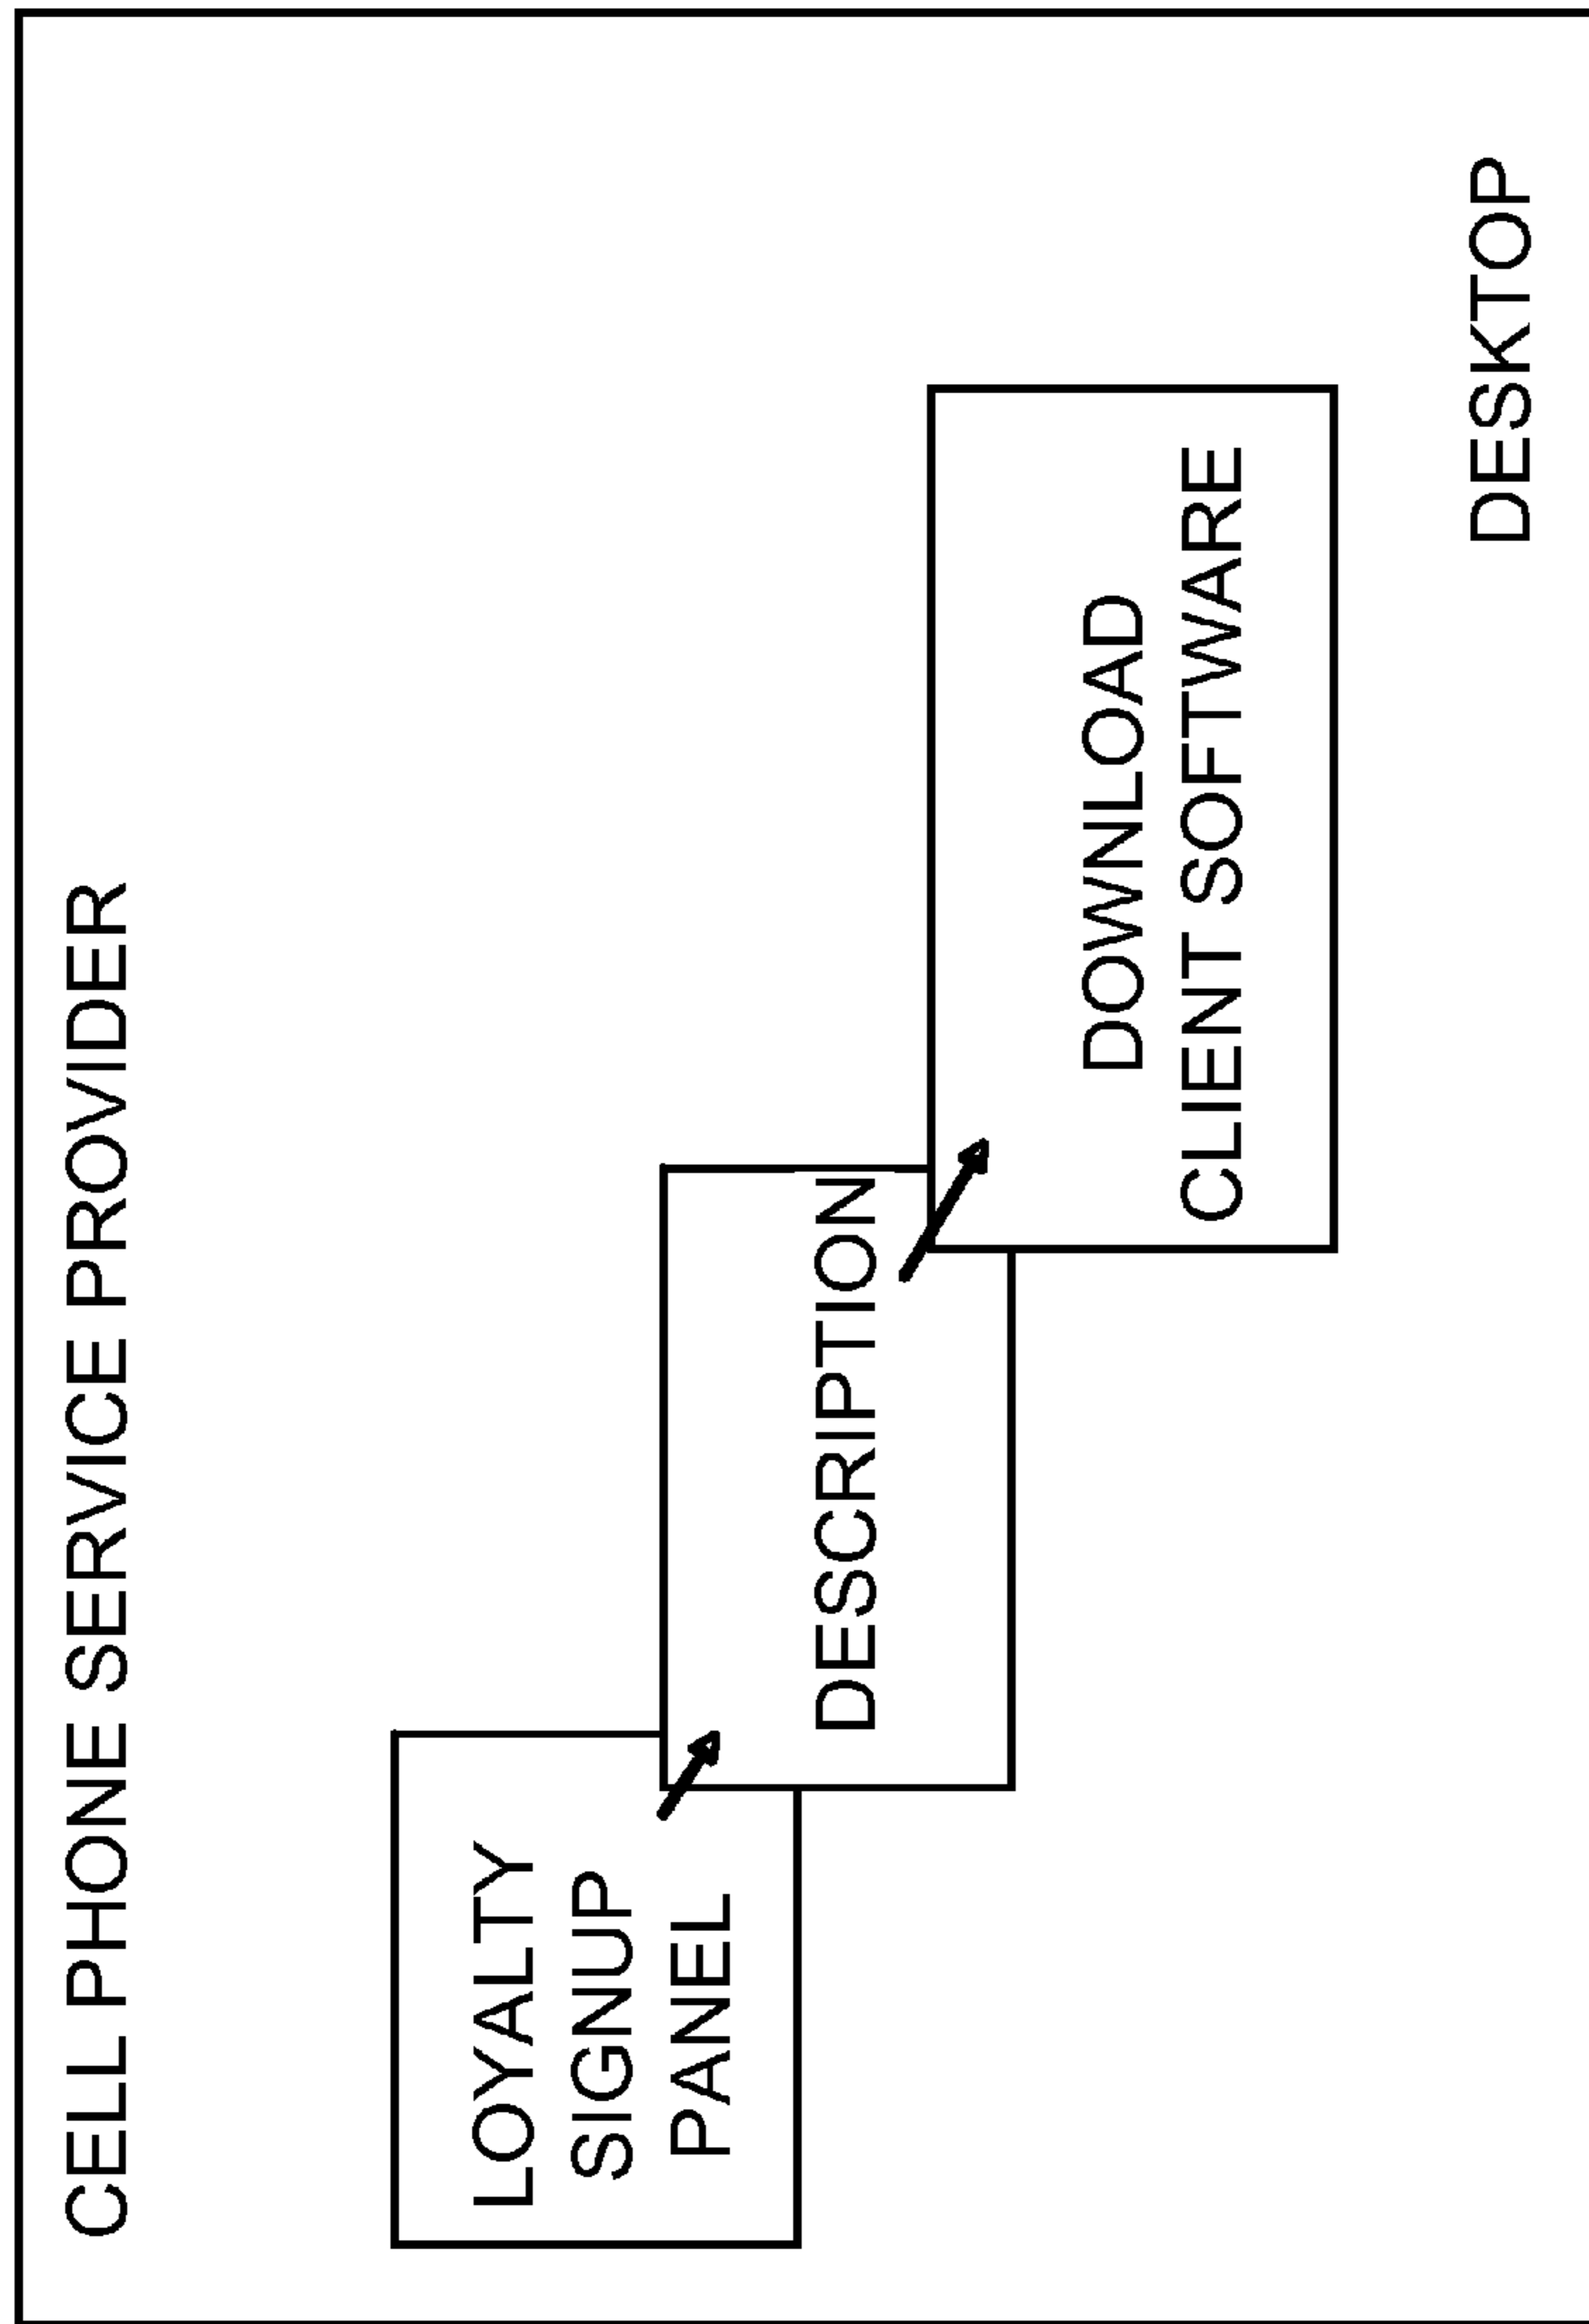 CELL PHONE SERVICE PROVIDER
LOYALTY
SIGNUP
PANEL
DESCRIPTION
DOWNLOAD
CLIENT SOFTWARE
DESKTOP